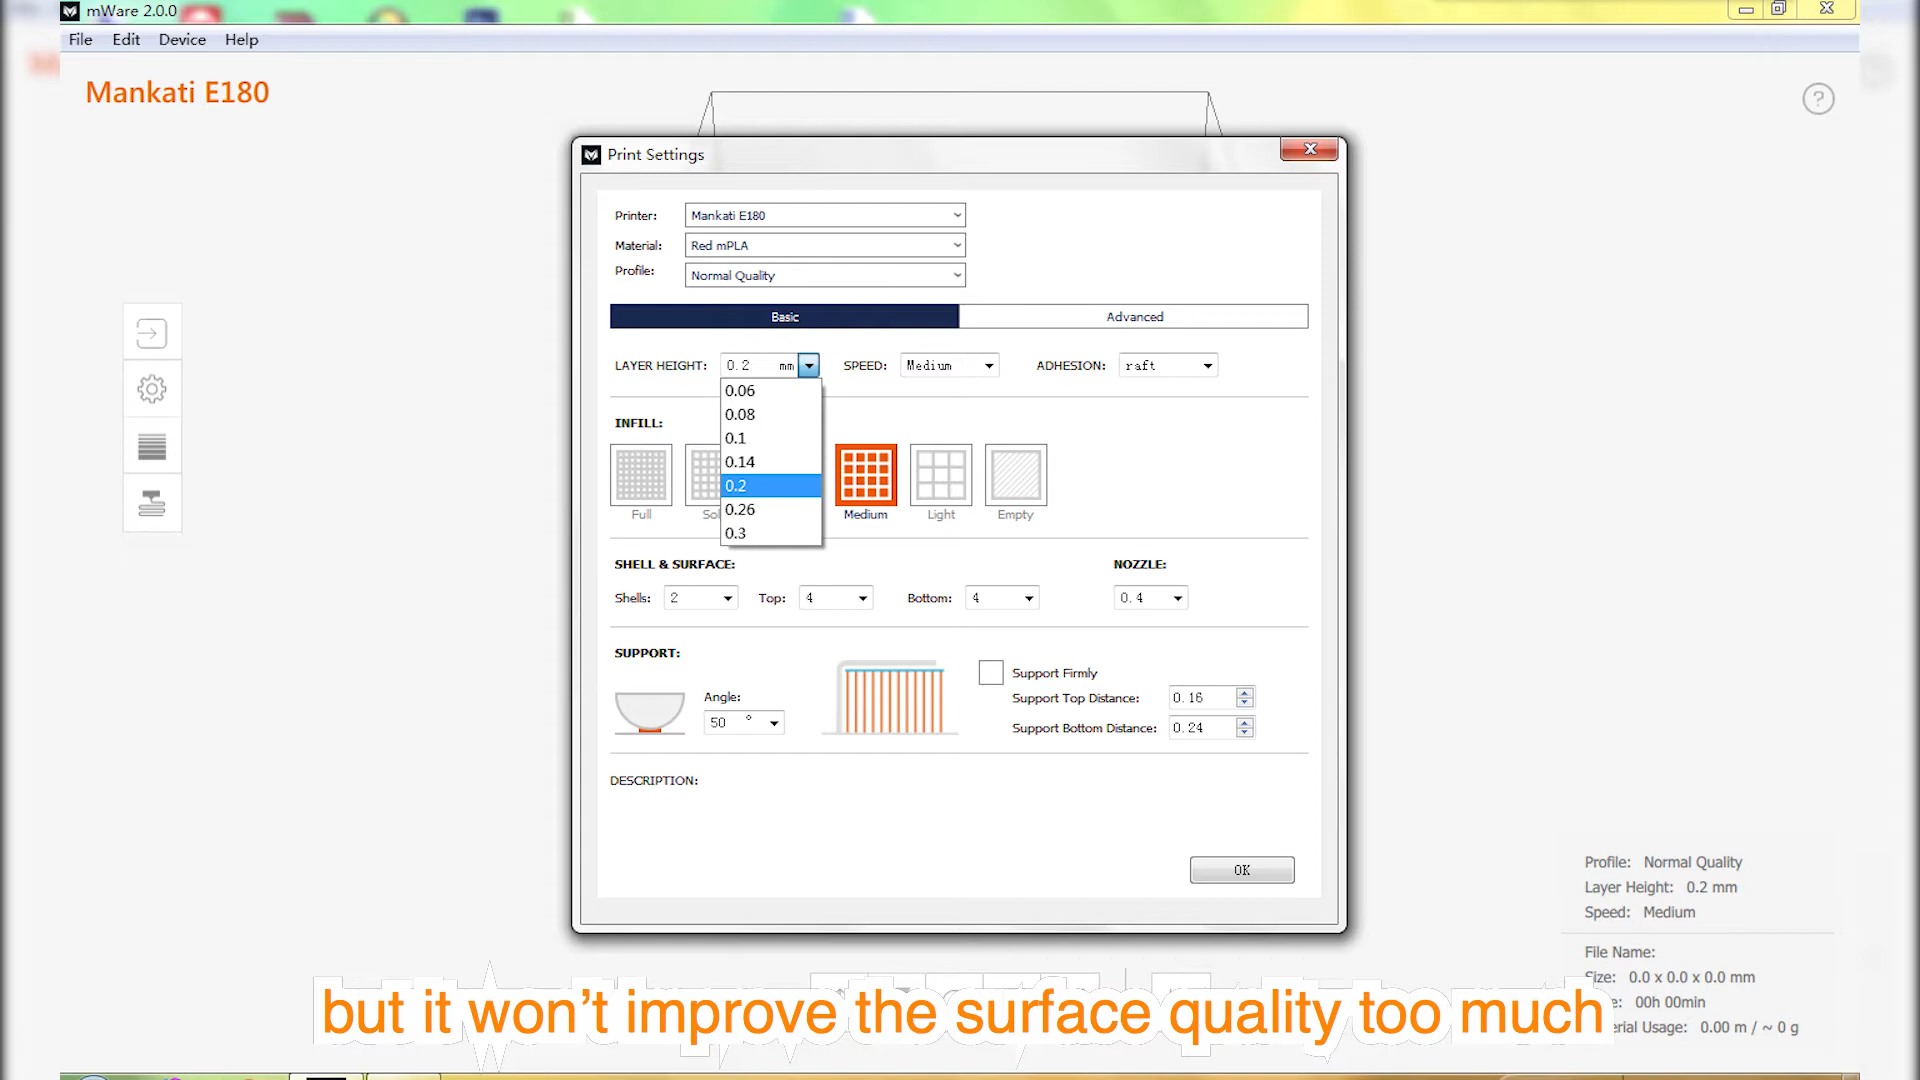 mWare 2.0.0
File Edit Device Help
Mankati E180
?
Print Settings
Printer: Mankati E180
Material: Red mPLA
Profile: Normal Quality
Basic Advanced
LAYER HEIGHT: 0.2 mm SPEED: Medium ADHESION: raft
0.06
0.08
0.1
0.14
0.2
0.26
0.3
INFILL:
Full Medium Light Empty
SHELL & SURFACE: NOZZLE:
Shells: 2 Top: 4 Bottom: 4 0.4
SUPPORT:
Angle:
50 °
Support Firmly
Support Top Distance: 0.16
Support Bottom Distance: 0.24
DESCRIPTION:
OK
Profile: Normal Quality
Layer Height: 0.2 mm
Speed: Medium
File Name:
Size: 0.0 x 0.0 x 0.0 mm
00h 00min
Usage: 0.00 m / ~ 0 g
but it won't improve the surface quality too much